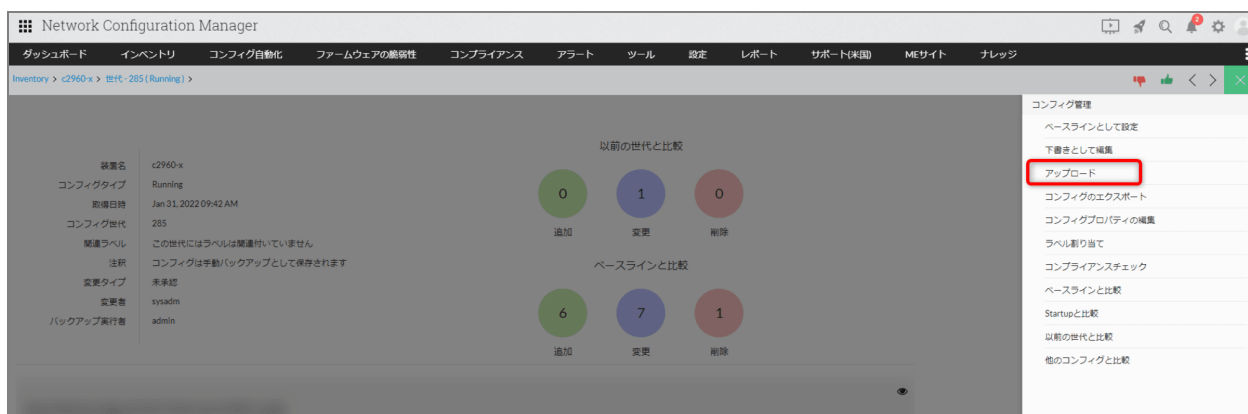 Network Configuration Manager
2
ダッシュボード インベントリ コンフィグ自動化 ファームウェアの脆弱性 コンプライアンス アラート ツール 設定 レポート サポート(米国) MEサイト ナレッジ
Inventory > c2960-x > 世代 - 285 ( Running ) >
装置名 c2960-x
コンフィグタイプ Running
取得日時 Jan 31, 2022 09:42 AM
コンフィグ世代 285
関連ラベル この世代にはラベルは関連付いていません
注釈 コンフィグは手動バックアップとして保存されます
変更タイプ 未承認
変更者 sysadm
バックアップ実行者 admin
以前の世代と比較
0 1 0
追加 変更 削除
ベースラインと比較
6 7 1
追加 変更 削除
コンフィグ管理
ベースラインとして設定
下書きとして編集
アップロード
コンフィグのエクスポート
コンフィグプロパティの編集
ラベル割り当て
コンプライアンスチェック
ベースラインと比較
Startupと比較
以前の世代と比較
他のコンフィグと比較